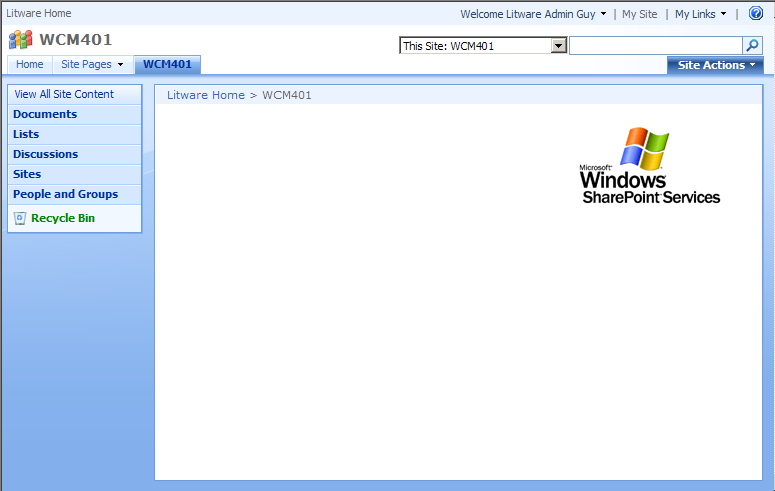 Litware Home
Welcome Litware Admin Guy | My Site | My Links |
WCM401
This Site: WCM401
Home Site Pages WCM401
Site Actions
View All Site Content
Documents
Lists
Discussions
Sites
People and Groups
Recycle Bin
Litware Home > WCM401
Microsoft®
Windows
SharePoint Services